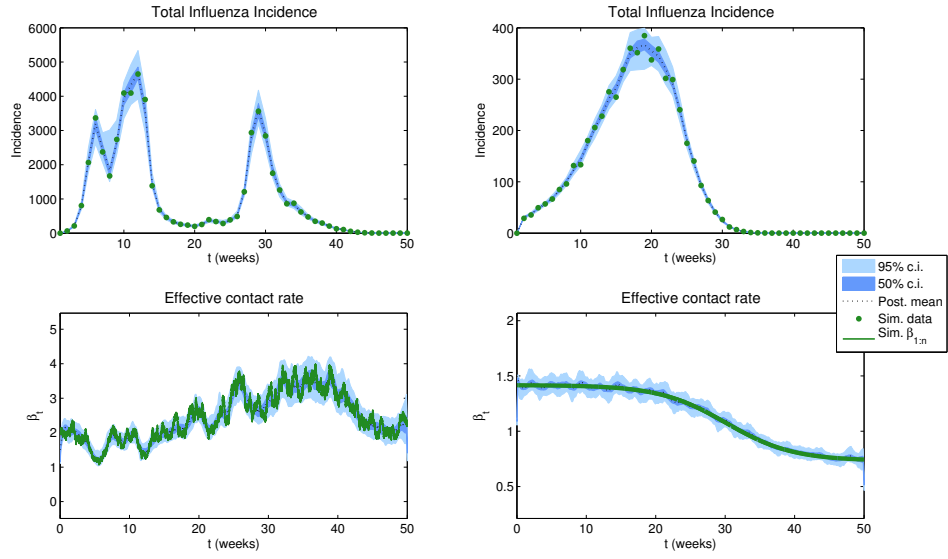 Total Influenza Incidence
6000
5000
4000
3000
2000
1000
0
Incidence
10
20
30
40
50
t (weeks)
Total Influenza Incidence
400
300
200
100
0
Incidence
0
10
20
30
40
50
t (weeks)
95% c.i.
50% c.i.
Post. mean
Sim. data
Sim. β1:n
Effective contact rate
5
4
3
2
1
0
βt
0
10
20
30
40
50
t (weeks)
Effective contact rate
2
1.5
1
0.5
βt
0
10
20
30
40
50
t (weeks)